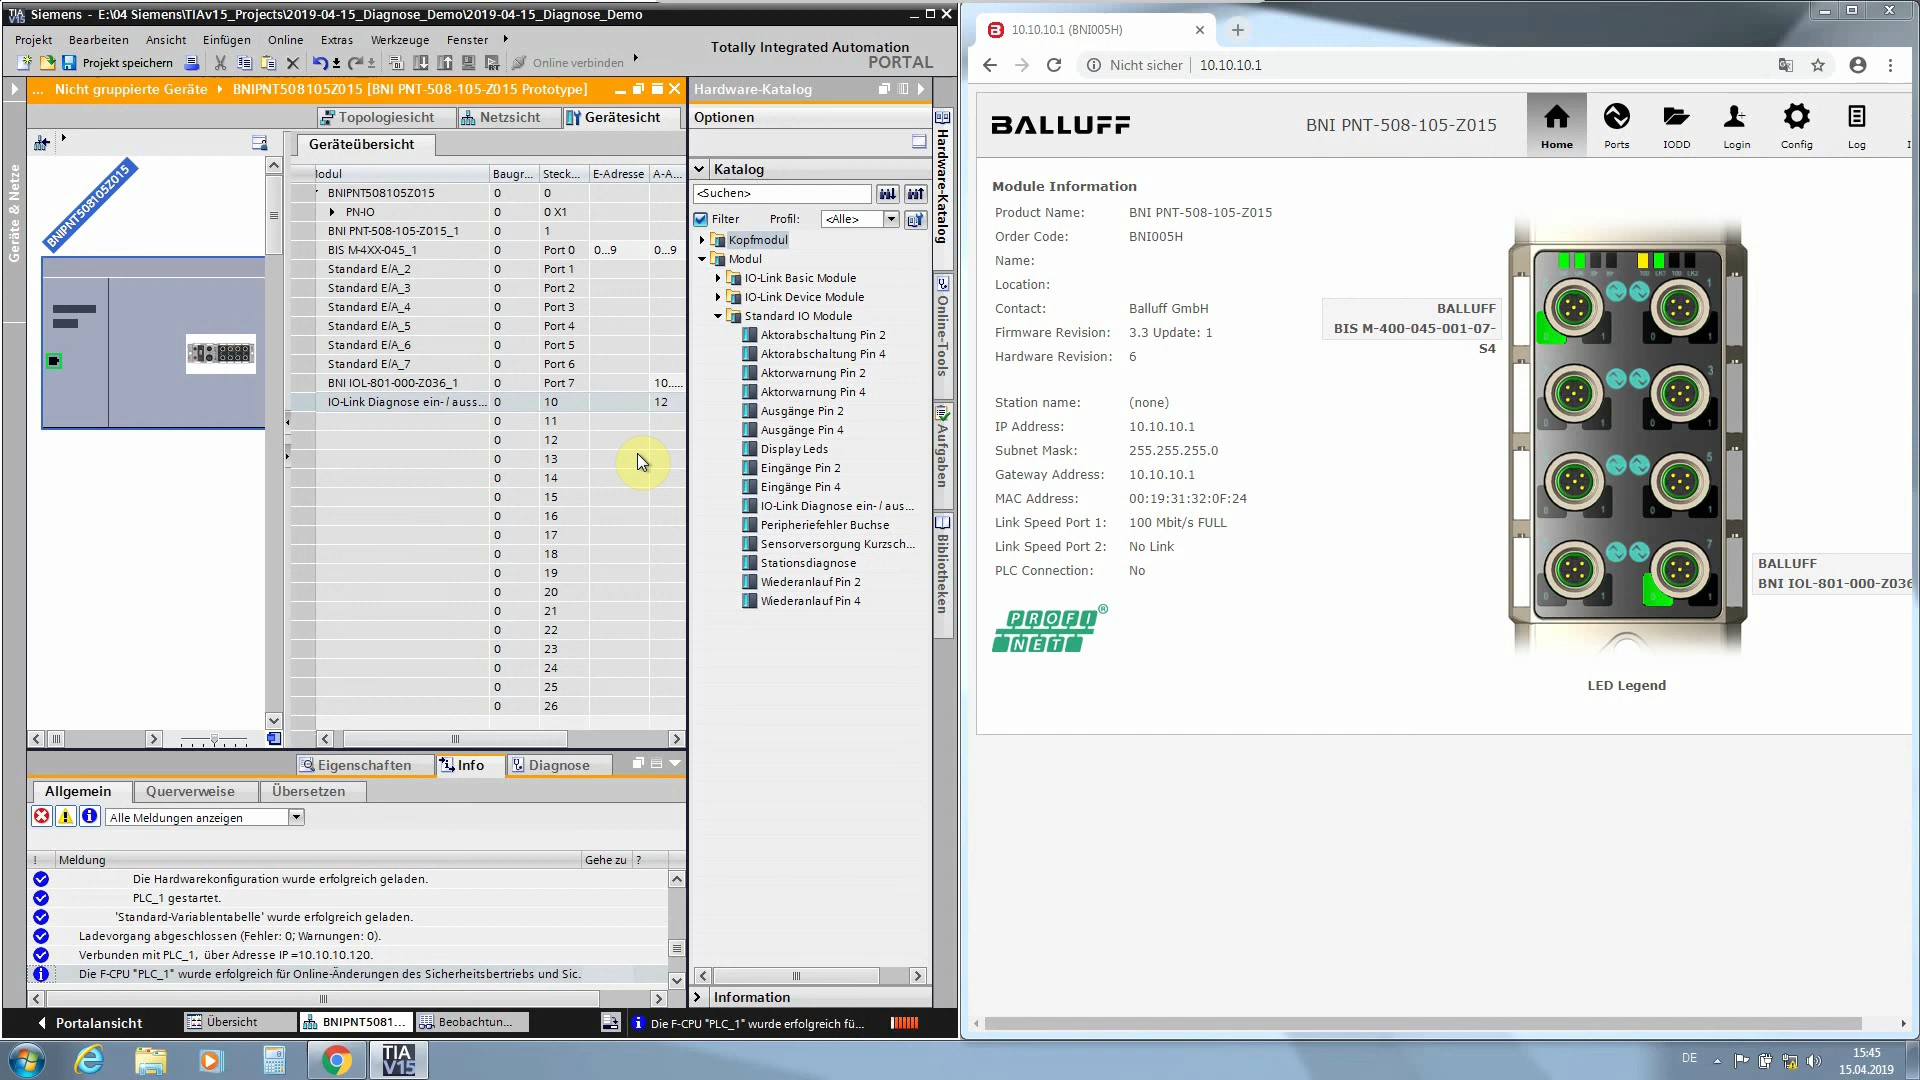 Siemens - E:\04 Siemens\TIAv15_Projects\2019-04-15_Diagnose_Demo\2019-04-15_Diagnose_Demo
Projekt Bearbeiten Ansicht Einfügen Online Extras Werkzeuge Fenster
Projekt speichern
Online verbinden
Totally Integrated Automation
PORTAL
... Nicht gruppierte Geräte BNIPNT508105Z015 [BNI PNT-508-105-Z015 Prototype]
Topologiesicht Netzsicht Gerätesicht
Geräte & Netze
BNIPNT508105Z015
Geräteübersicht
Modul Baugr... Steck... E-Adresse A-A...
BNIPNT508105Z015 0 0
PN-IO 0 0 X1
BNI PNT-508-105-Z015_1 0 1
BIS M-4XX-045_1 0 Port 0 0...9 0...9
Standard E/A_2 0 Port 1
Standard E/A_3 0 Port 2
Standard E/A_4 0 Port 3
Standard E/A_5 0 Port 4
Standard E/A_6 0 Port 5
Standard E/A_7 0 Port 6
BNI IOL-801-000-Z036_1 0 Port 7 10.....
IO-Link Diagnose ein- / auss... 0 10 12
0 11
0 12
0 13
0 14
0 15
0 16
0 17
0 18
0 19
0 20
0 21
0 22
0 23
0 24
0 25
0 26
Hardware-Katalog
Optionen
Katalog
<Suchen>
Filter Profil: <Alle>
Kopfmodul
Modul
IO-Link Basic Module
IO-Link Device Module
Standard IO Module
Aktorabschaltung Pin 2
Aktorabschaltung Pin 4
Aktorwarnung Pin 2
Aktorwarnung Pin 4
Ausgänge Pin 2
Ausgänge Pin 4
Display Leds
Eingänge Pin 2
Eingänge Pin 4
IO-Link Diagnose ein- / aus...
Peripheriefehler Buchse
Sensorversorgung Kurzsch...
Stationsdiagnose
Wiederanlauf Pin 2
Wiederanlauf Pin 4
Information
Hardware-Katalog
Online-Tools
Aufgaben
Bibliotheken
Eigenschaften Info Diagnose
Allgemein Querverweise Übersetzen
Alle Meldungen anzeigen
! Meldung Gehe zu ?
Die Hardwarekonfiguration wurde erfolgreich geladen.
PLC_1 gestartet.
'Standard-Variablentabelle' wurde erfolgreich geladen.
Ladevorgang abgeschlossen (Fehler: 0; Warnungen: 0).
Verbunden mit PLC_1, über Adresse IP =10.10.10.120.
Die F-CPU "PLC_1" wurde erfolgreich für Online-Änderungen des Sicherheitsbertriebs und Sic.
Portalansicht Übersicht BNIPNT5081... Beobachtun... Die F-CPU "PLC_1" wurde erfolgreich fü...
10.10.10.1 (BNI005H)
Nicht sicher 10.10.10.1
BALLUFF
BNI PNT-508-105-Z015
Home Ports IODD Login Config Log
Module Information
Product Name: BNI PNT-508-105-Z015
Order Code: BNI005H
Name:
Location:
Contact: Balluff GmbH
Firmware Revision: 3.3 Update: 1
Hardware Revision: 6
Station name: (none)
IP Address: 10.10.10.1
Subnet Mask: 255.255.255.0
Gateway Address: 10.10.10.1
MAC Address: 00:19:31:32:0F:24
Link Speed Port 1: 100 Mbit/s FULL
Link Speed Port 2: No Link
PLC Connection: No
PROFI
NET
BALLUFF
BIS M-400-045-001-07-
S4
BALLUFF
BNI IOL-801-000-Z036
LED Legend
TIA
V15
DE
15:45
15.04.2019